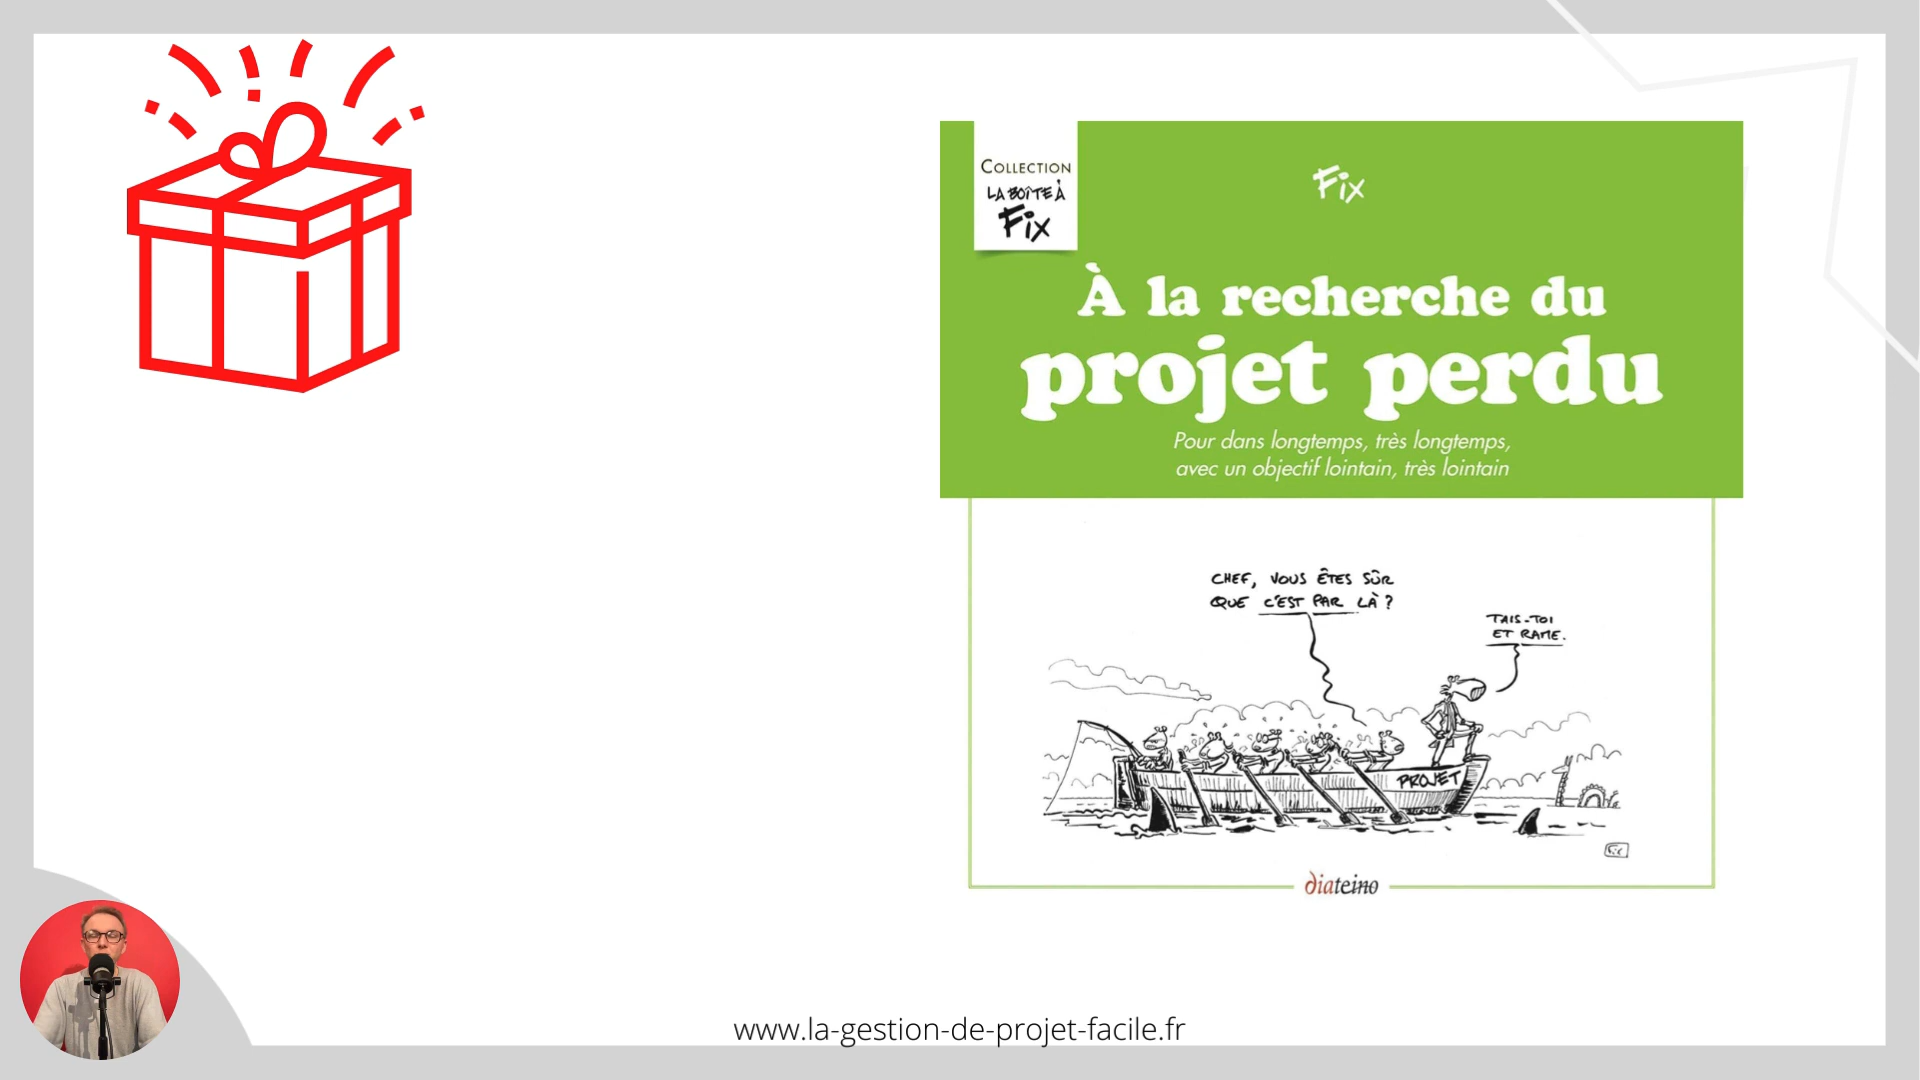 COLLECTION
LA BOÎTE À
Fix
Fix
À la recherche du
projet perdu
Pour dans longtemps, très longtemps,
avec un objectif lointain, très lointain
CHEF, VOUS ÊTES SÛR
QUE C'EST PAR LÀ ?
TAIS-TOI
ET RAME.
PROJET
diateino
www.la-gestion-de-projet-facile.fr